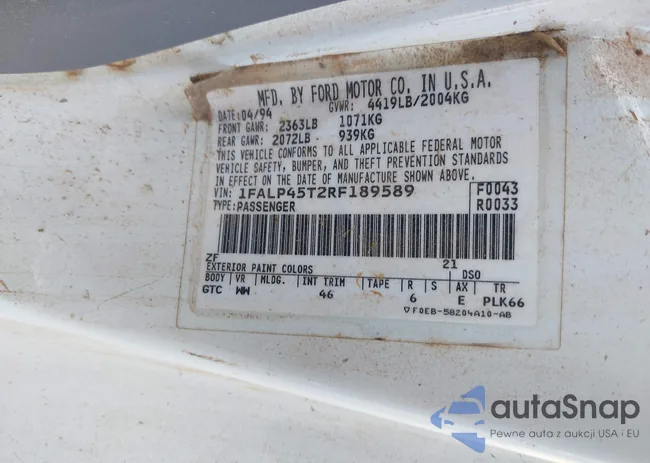 MFD. BY FORD MOTOR CO. IN U.S.A.
DATE: 04/94 GVWR: 4419LB/2004KG
FRONT GAWR: 2363LB 1071KG
REAR GAWR: 2072LB 939KG
THIS VEHICLE CONFORMS TO ALL APPLICABLE FEDERAL MOTOR
VEHICLE SAFETY, BUMPER, AND THEFT PREVENTION STANDARDS
IN EFFECT ON THE DATE OF MANUFACTURE SHOWN ABOVE.
VIN: 1FALP45T2RF189589 F0043
TYPE: PASSENGER R0033
ZF 21
EXTERIOR PAINT COLORS DSO
BODY VR MLDG. INT TRIM TAPE R S AX TR
GTC WW 46 6 E PLK66
▽F0EB-58204A10-AB
autaSnap
Pewne auta z aukcji USA i EU